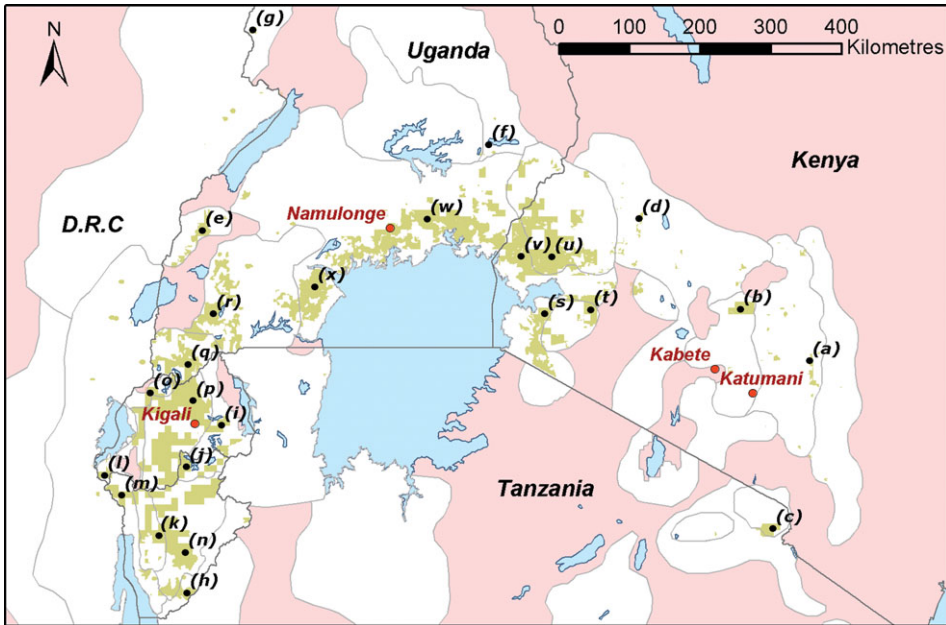 (g)
N
Uganda
0 100 200 300 400
Kilometres
(f)
Kenya
D.R.C
(e)
Namulonge
(w)
(d)
(v)
(u)
(x)
(r)
(s)
(t)
(b)
(q)
(o)
(p)
Kabete
(a)
Katumani
Kigali
(i)
(j)
(l)
(m)
Tanzania
(k)
(n)
(c)
(h)